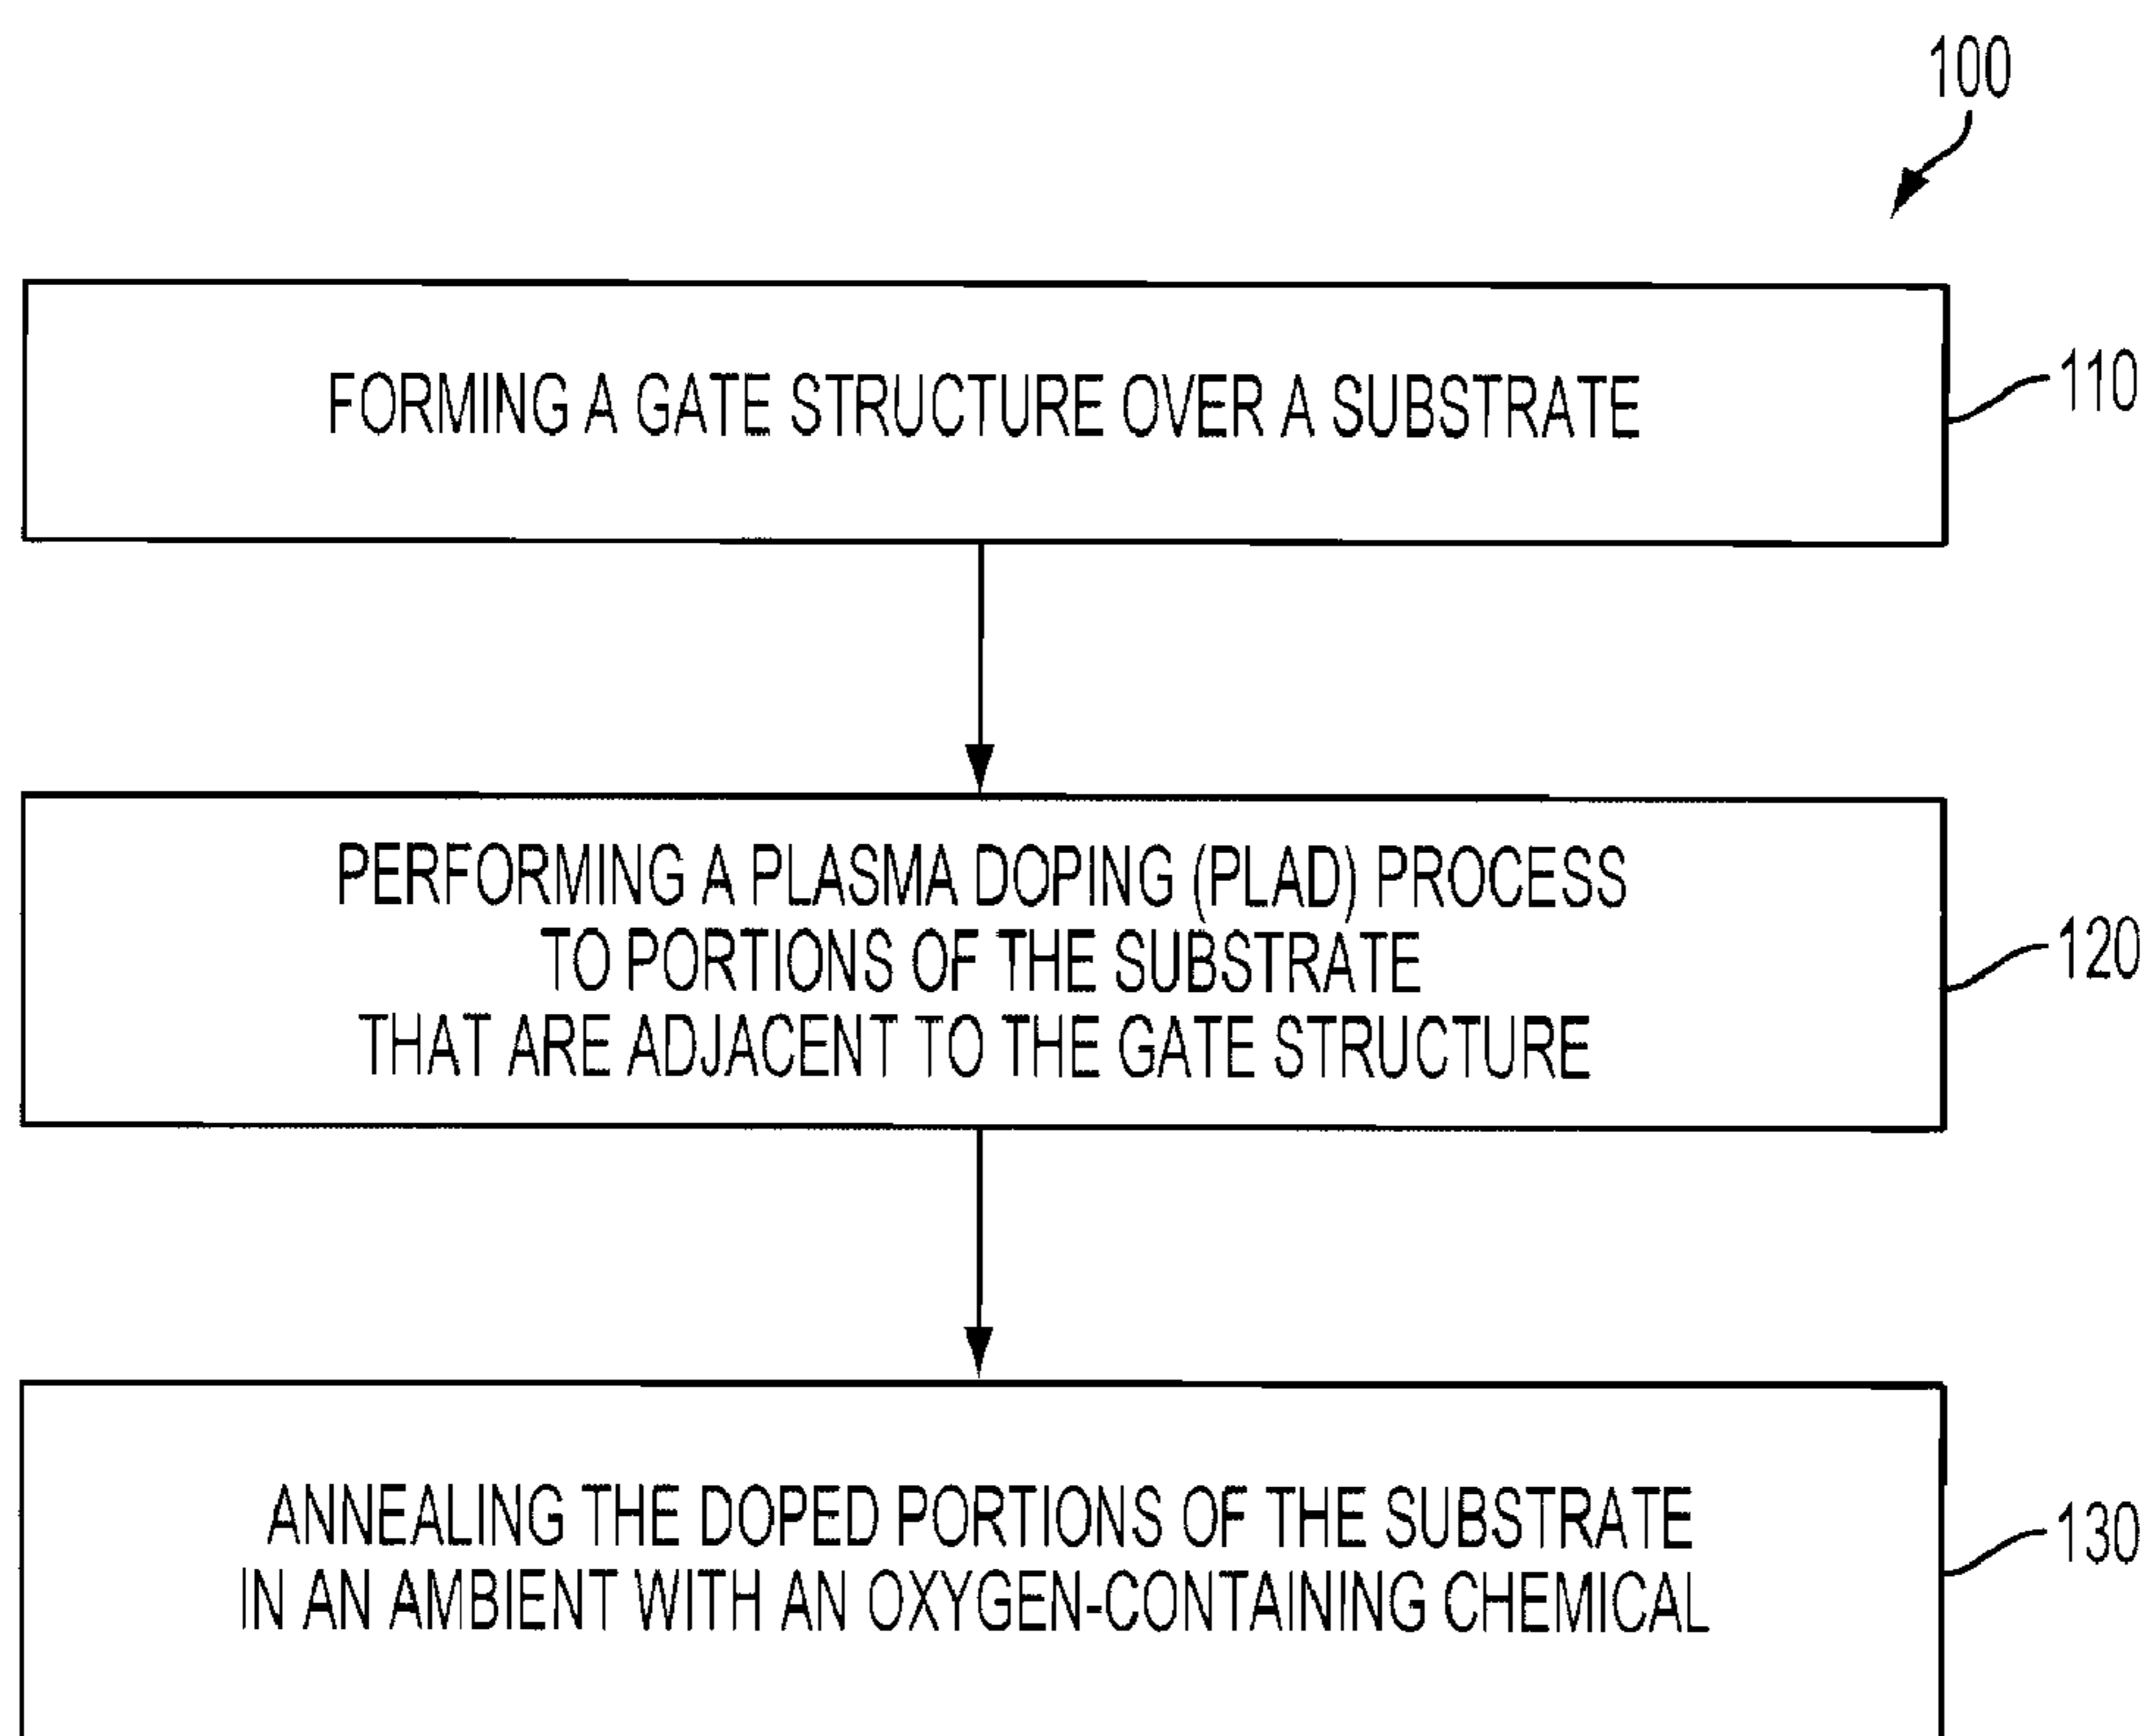 100
FORMING A GATE STRUCTURE OVER A SUBSTRATE
110
PERFORMING A PLASMA DOPING (PLAD) PROCESS
TO PORTIONS OF THE SUBSTRATE
THAT ARE ADJACENT TO THE GATE STRUCTURE
120
ANNEALING THE DOPED PORTIONS OF THE SUBSTRATE
IN AN AMBIENT WITH AN OXYGEN-CONTAINING CHEMICAL
130